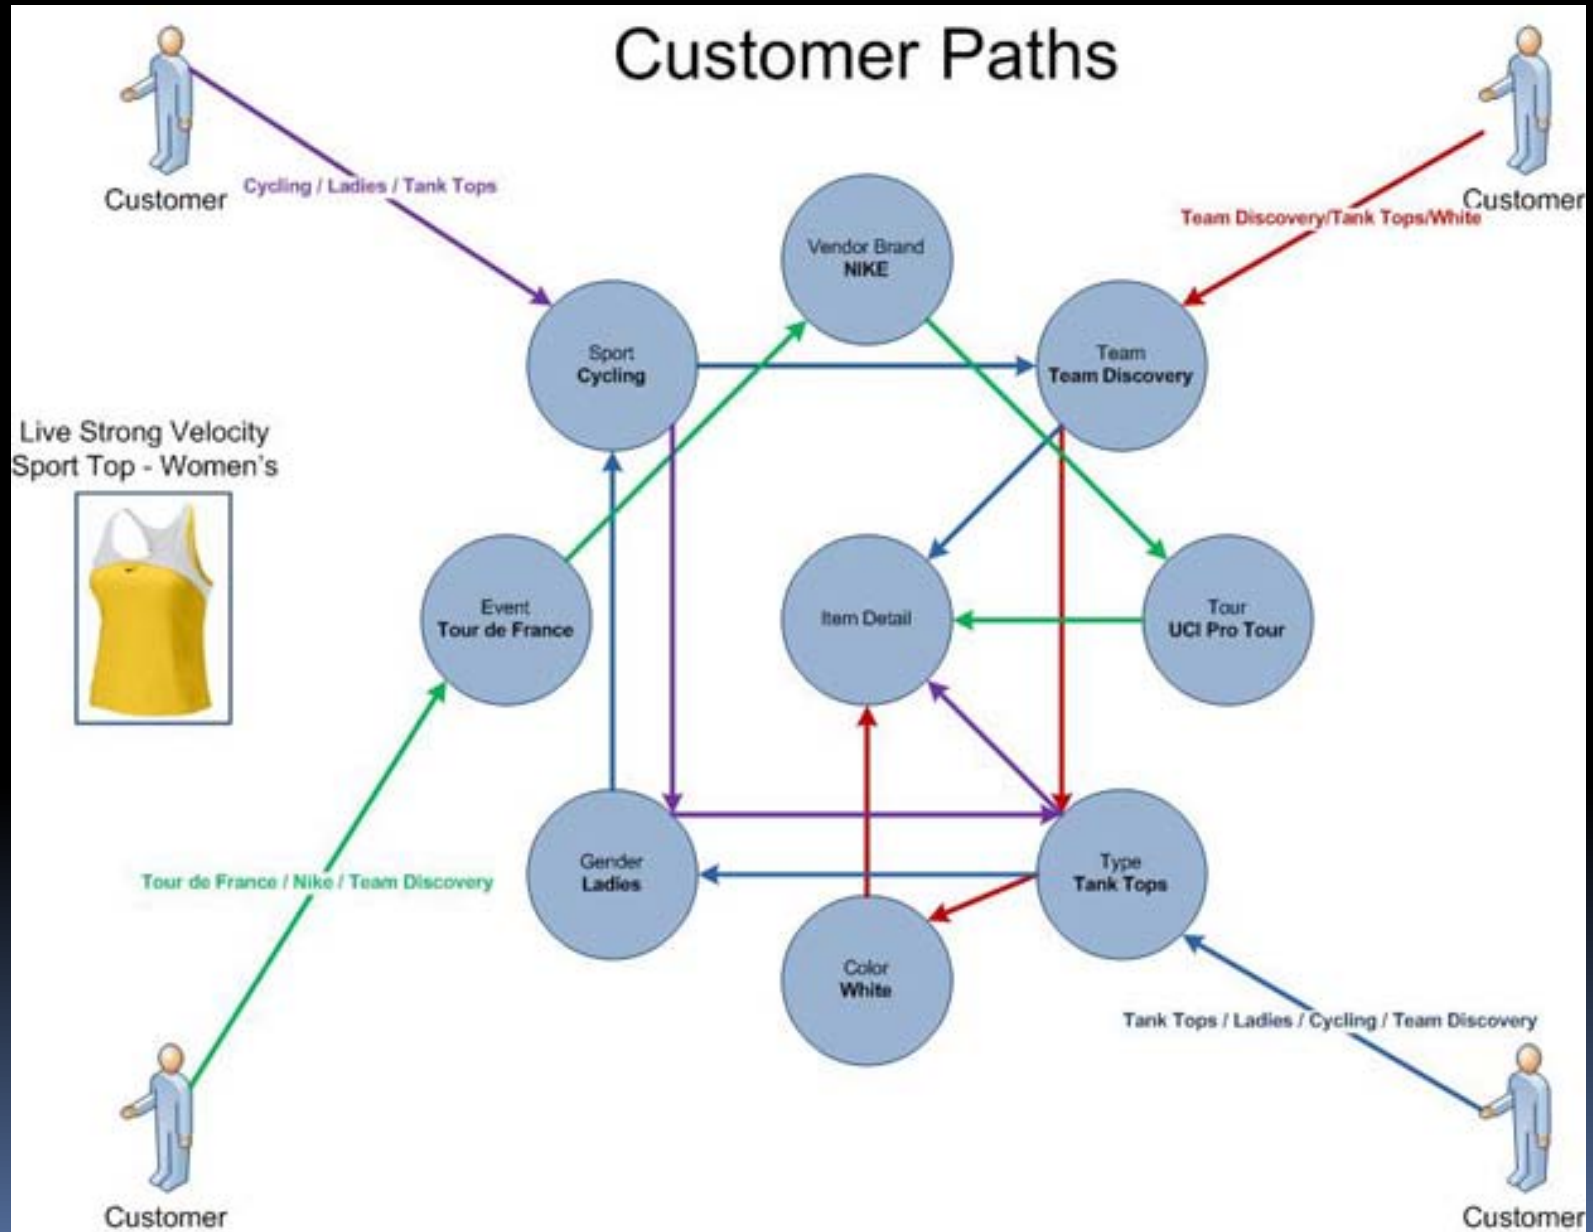 Customer Paths
Customer
Cycling / Ladies / Tank Tops
Customer
Team Discovery/Tank Tops/White
Vendor Brand
NIKE
Sport
Cycling
Team
Team Discovery
Live Strong Velocity
Sport Top - Women's
Event
Tour de France
Item Detail
Tour
UCI Pro Tour
Tour de France / Nike / Team Discovery
Gender
Ladies
Type
Tank Tops
Color
White
Tank Tops / Ladies / Cycling / Team Discovery
Customer
Customer